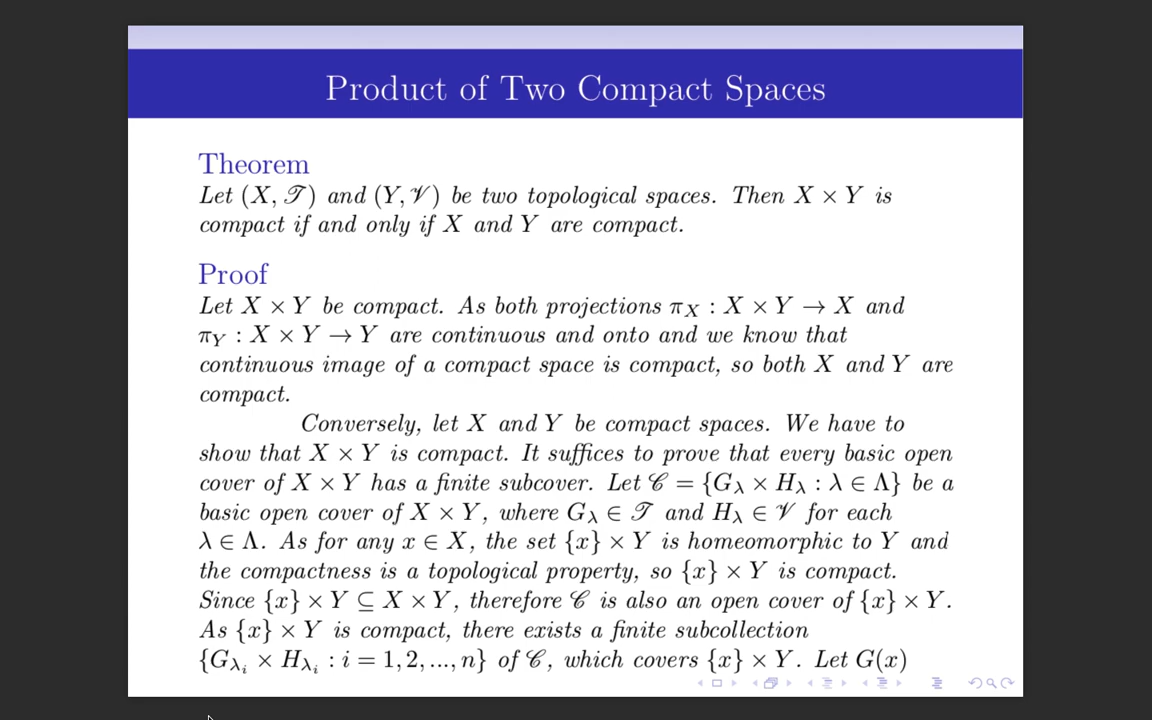 Product of Two Compact Spaces
Theorem
Let (X, 𝒯) and (Y, 𝒱) be two topological spaces. Then X × Y is
compact if and only if X and Y are compact.
Proof
Let X × Y be compact. As both projections π_X : X × Y → X and
π_Y : X × Y → Y are continuous and onto and we know that
continuous image of a compact space is compact, so both X and Y are
compact.
Conversely, let X and Y be compact spaces. We have to
show that X × Y is compact. It suffices to prove that every basic open
cover of X × Y has a finite subcover. Let 𝒞 = {G_λ × H_λ : λ ∈ Λ} be a
basic open cover of X × Y, where G_λ ∈ 𝒯 and H_λ ∈ 𝒱 for each
λ ∈ Λ. As for any x ∈ X, the set {x} × Y is homeomorphic to Y and
the compactness is a topological property, so {x} × Y is compact.
Since {x} × Y ⊆ X × Y, therefore 𝒞 is also an open cover of {x} × Y.
As {x} × Y is compact, there exists a finite subcollection
{G_λᵢ × H_λᵢ : i = 1, 2, ..., n} of 𝒞, which covers {x} × Y. Let G(x)